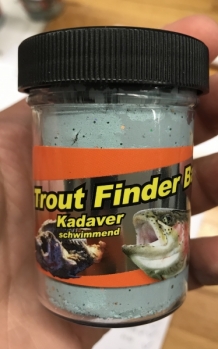 Trout Finder B
Kadaver
schwimmend